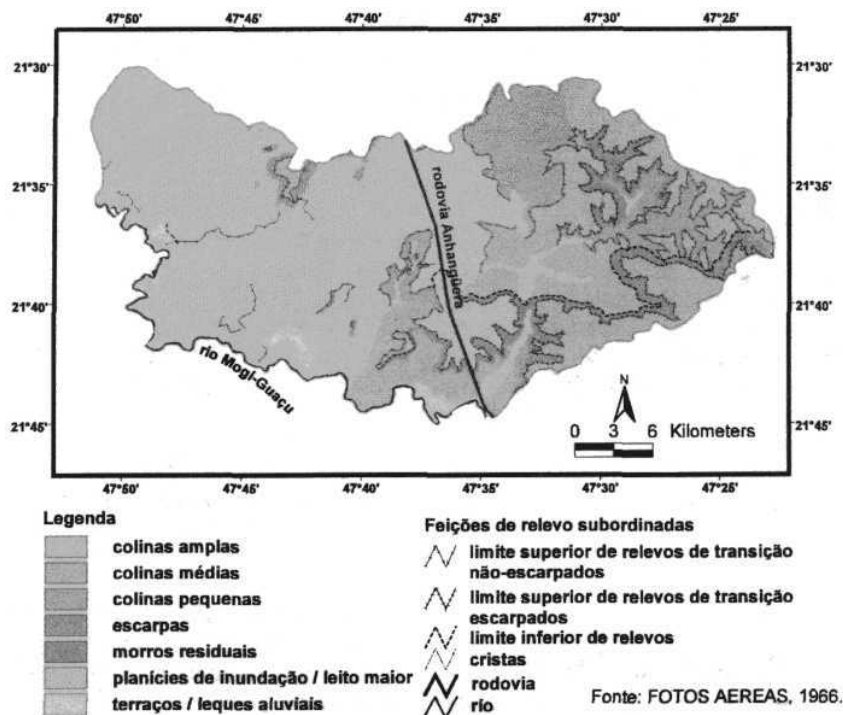 47°50' 47°45' 47°40' 47°35' 47°30' 47°25'
21°30' 21°30'
21°35' 21°35'
rodovia Anhangüera
21°40' 21°40'
rio Mogi-Guaçu
N
21°45' 0 3 6 Kilometers 21°45'
47°50' 47°45' 47°40' 47°35' 47°30' 47°25'
Legenda
colinas amplas
colinas médias
colinas pequenas
escarpas
morros residuais
planícies de inundação / leito maior
terraços / leques aluviais
Feições de relevo subordinadas
limite superior de relevos de transição
não-escarpados
limite superior de relevos de transição
escarpados
limite inferior de relevos
cristas
rodovia
río
Fonte: FOTOS AEREAS, 1966.